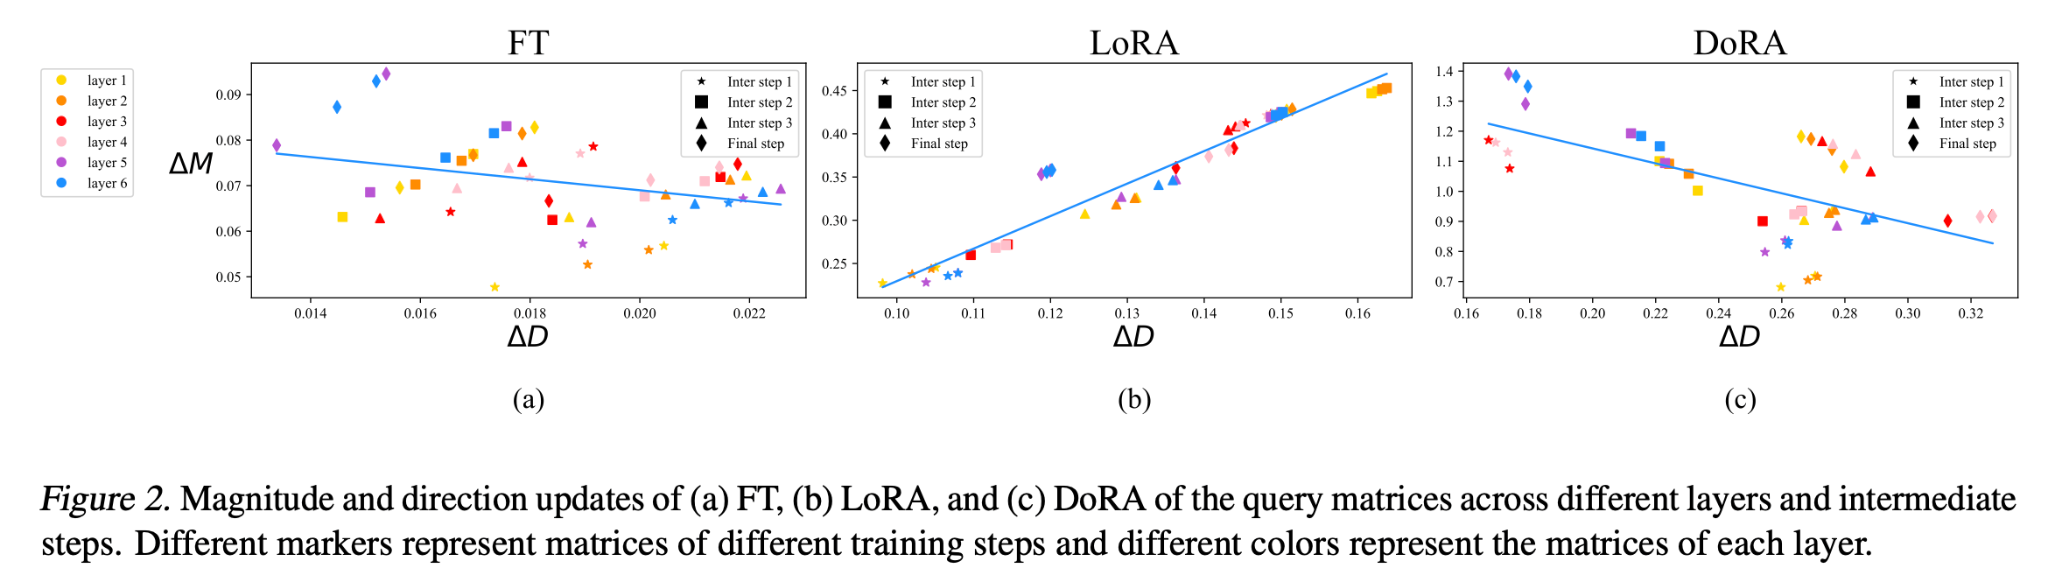 FT
LoRA
DoRA
layer 1
layer 2
layer 3
layer 4
layer 5
layer 6
ΔM
0.09
0.08
0.07
0.06
0.05
Inter step 1
Inter step 2
Inter step 3
Final step
0.014 0.016 0.018 0.020 0.022
ΔD
(a)
0.45
0.40
0.35
0.30
0.25
Inter step 1
Inter step 2
Inter step 3
Final step
0.10 0.11 0.12 0.13 0.14 0.15 0.16
ΔD
(b)
1.4
1.3
1.2
1.1
1.0
0.9
0.8
0.7
Inter step 1
Inter step 2
Inter step 3
Final step
0.16 0.18 0.20 0.22 0.24 0.26 0.28 0.30 0.32
ΔD
(c)
Figure 2. Magnitude and direction updates of (a) FT, (b) LoRA, and (c) DoRA of the query matrices across different layers and intermediate
steps. Different markers represent matrices of different training steps and different colors represent the matrices of each layer.